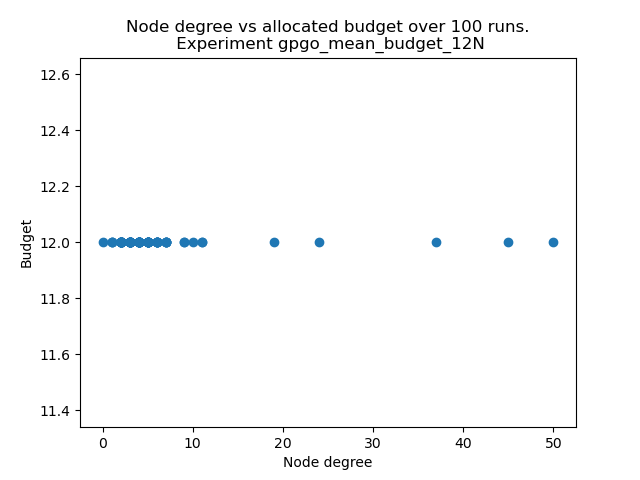 Node degree vs allocated budget over 100 runs.
Experiment gpgo_mean_budget_12N
12.6
12.4
12.2
12.0
11.8
11.6
11.4
Budget
0 10 20 30 40 50
Node degree